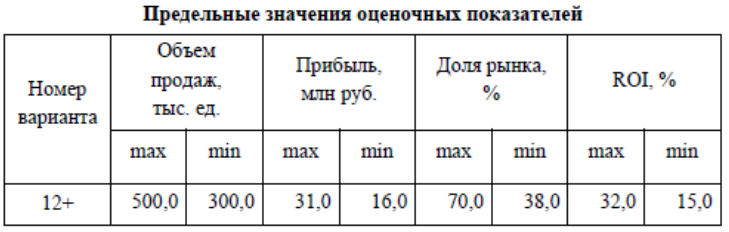 Предельные значения оценочных показателей
Номер варианта
Объем продаж, тыс. ед.
Прибыль, млн руб.
Доля рынка, %
ROI, %
max min max min max min max min
12+ 500,0 300,0 31,0 16,0 70,0 38,0 32,0 15,0